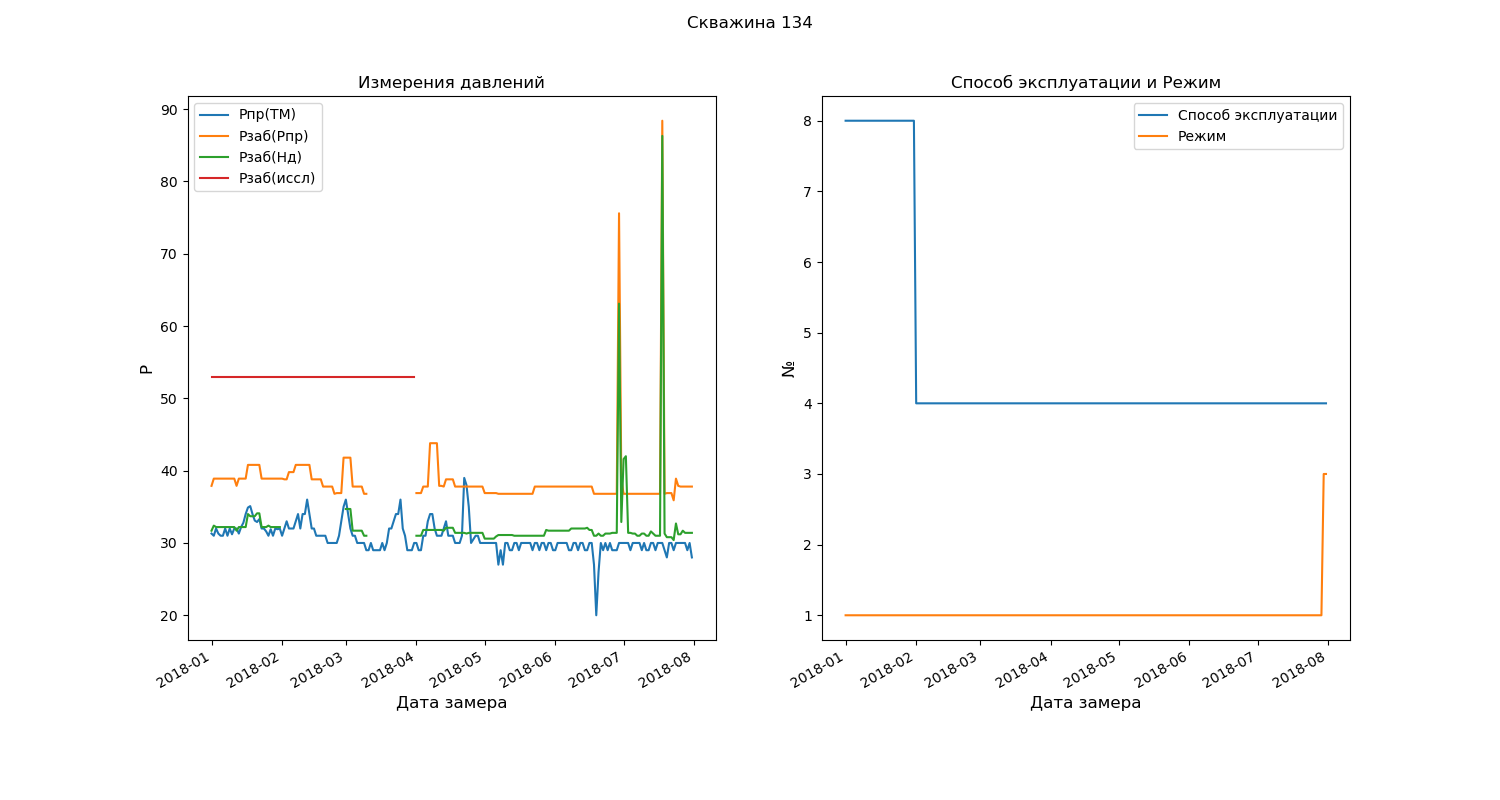 Скважина 134
Измерения давлений
Рпр(ТМ)
Рзаб(Рпр)
Рзаб(Нд)
Рзаб(иссл)
90
80
70
60
50
40
30
20
P
2018-01
2018-02
2018-03
2018-04
2018-05
2018-06
2018-07
2018-08
Дата замера
Способ эксплуатации и Режим
Способ эксплуатации
Режим
8
7
6
5
4
3
2
1
№
2018-01
2018-02
2018-03
2018-04
2018-05
2018-06
2018-07
2018-08
Дата замера